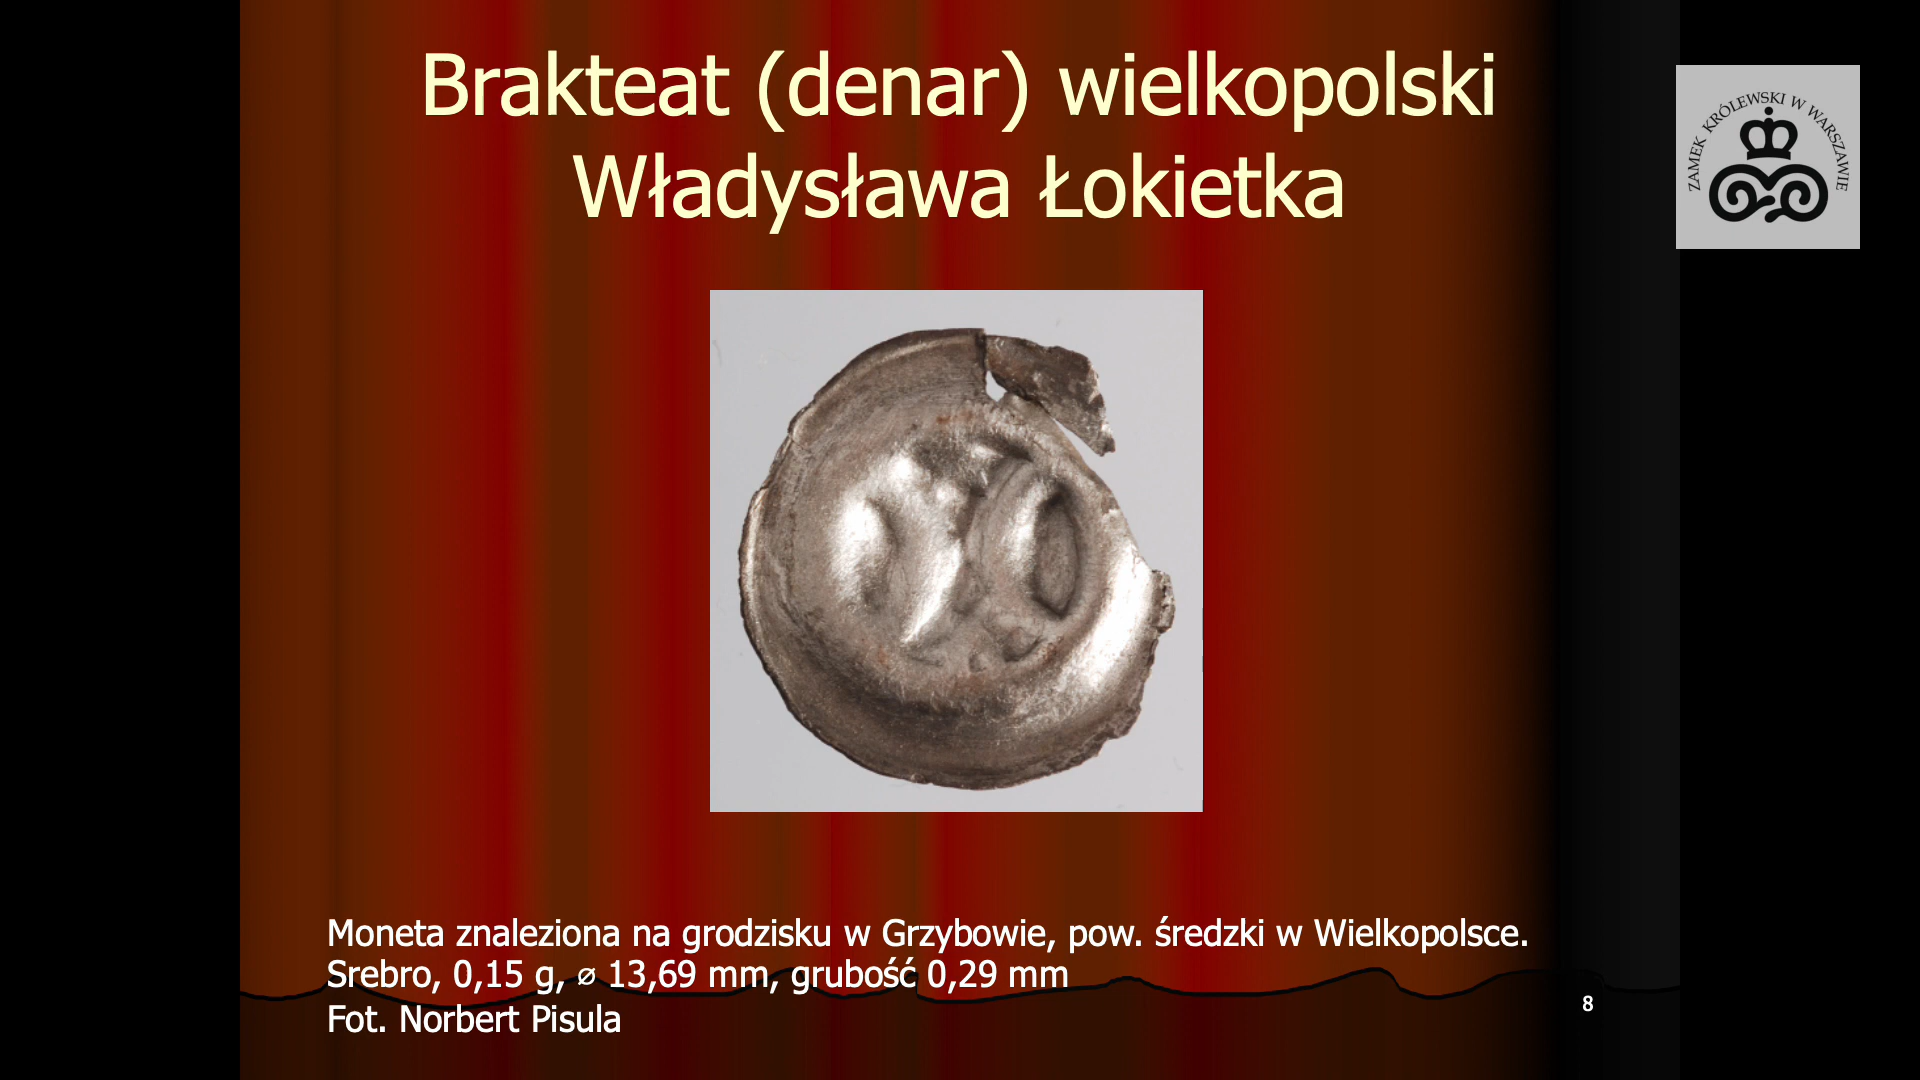 Brakteat (denar) wielkopolski
Władysława Łokietka
ZAMEK KRÓLEWSKI W WARSZAWIE
Moneta znaleziona na grodzisku w Grzybowie, pow. średzki w Wielkopolsce.
Srebro, 0,15 g, ⌀ 13,69 mm, grubość 0,29 mm
Fot. Norbert Pisula
8